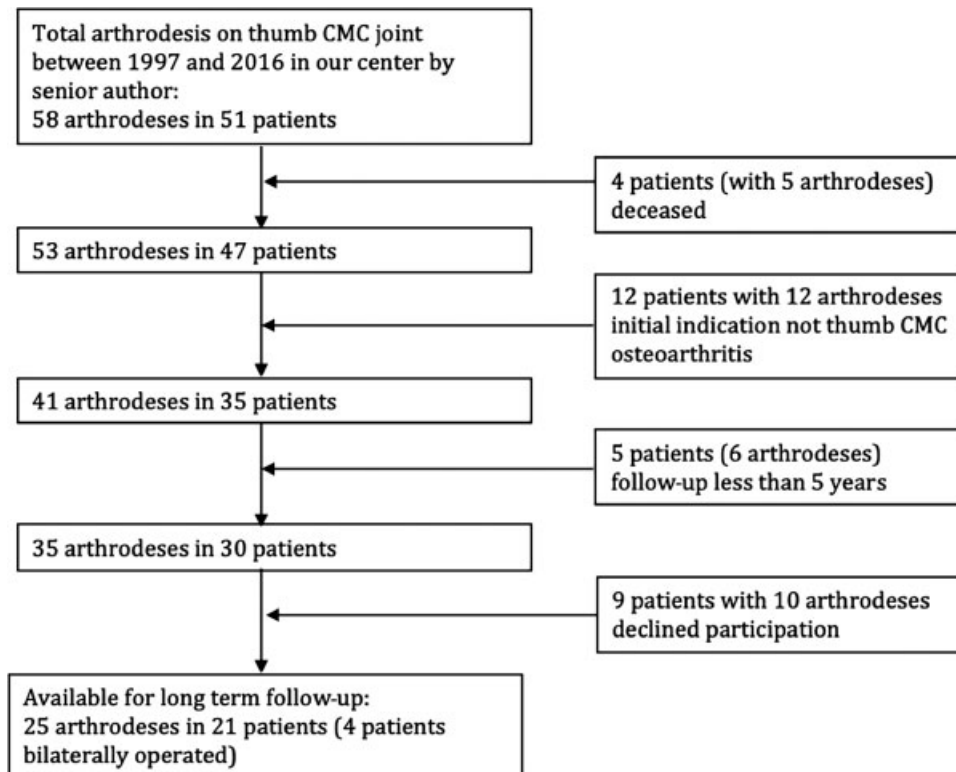 Total arthrodesis on thumb CMC joint
between 1997 and 2016 in our center by
senior author:
58 arthrodeses in 51 patients
4 patients (with 5 arthrodeses)
deceased
53 arthrodeses in 47 patients
12 patients with 12 arthrodeses
initial indication not thumb CMC
osteoarthritis
41 arthrodeses in 35 patients
5 patients (6 arthrodeses)
follow-up less than 5 years
35 arthrodeses in 30 patients
9 patients with 10 arthrodeses
declined participation
Available for long term follow-up:
25 arthrodeses in 21 patients (4 patients
bilaterally operated)